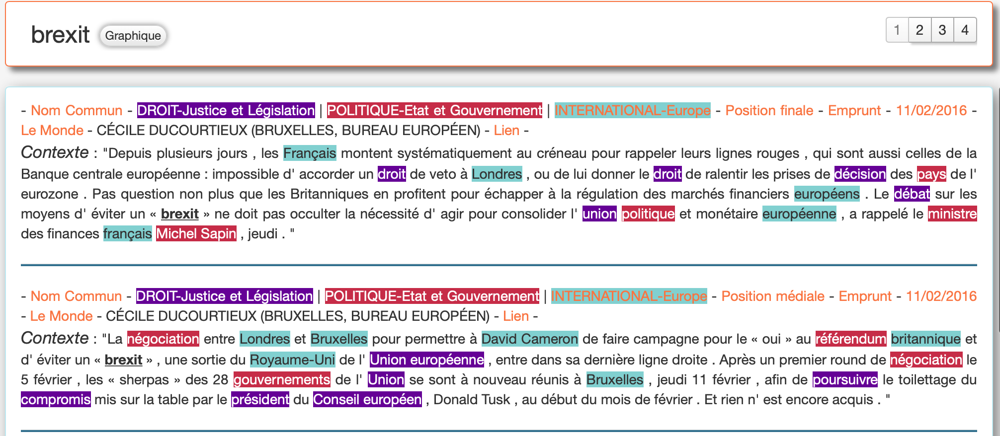 brexit Graphique 1 2 3 4
- Nom Commun - DROIT-Justice et Législation | POLITIQUE-Etat et Gouvernement | INTERNATIONAL-Europe - Position finale - Emprunt - 11/02/2016 -
Le Monde - CÉCILE DUCOURTIEUX (BRUXELLES, BUREAU EUROPÉEN) - Lien -
Contexte : "Depuis plusieurs jours , les Français montent systématiquement au créneau pour rappeler leurs lignes rouges , qui sont aussi celles de la
Banque centrale européenne : impossible d' accorder un droit de veto à Londres , ou de lui donner le droit de ralentir les prises de décision des pays de l'
eurozone . Pas question non plus que les Britanniques en profitent pour échapper à la régulation des marchés financiers européens . Le débat sur les
moyens d' éviter un « brexit » ne doit pas occulter la nécessité d' agir pour consolider l' union politique et monétaire européenne , a rappelé le ministre
des finances français Michel Sapin , jeudi . "
- Nom Commun - DROIT-Justice et Législation | POLITIQUE-Etat et Gouvernement | INTERNATIONAL-Europe - Position médiale - Emprunt - 11/02/2016
- Le Monde - CÉCILE DUCOURTIEUX (BRUXELLES, BUREAU EUROPÉEN) - Lien -
Contexte : "La négociation entre Londres et Bruxelles pour permettre à David Cameron de faire campagne pour le « oui » au référendum britannique et
d' éviter un « brexit » , une sortie du Royaume-Uni de l' Union européenne , entre dans sa dernière ligne droite . Après un premier round de négociation le
5 février , les « sherpas » des 28 gouvernements de l' Union se sont à nouveau réunis à Bruxelles , jeudi 11 février , afin de poursuivre le toilettage du
compromis mis sur la table par le président du Conseil européen , Donald Tusk , au début du mois de février . Et rien n' est encore acquis . "